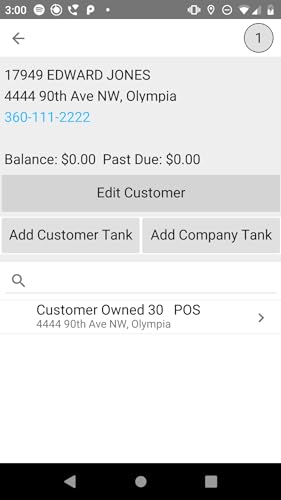 3:00
1
17949 EDWARD JONES
4444 90th Ave NW, Olympia
360-111-2222
Balance: $0.00 Past Due: $0.00
Edit Customer
Add Customer Tank
Add Company Tank
Customer Owned 30 POS
4444 90th Ave NW, Olympia